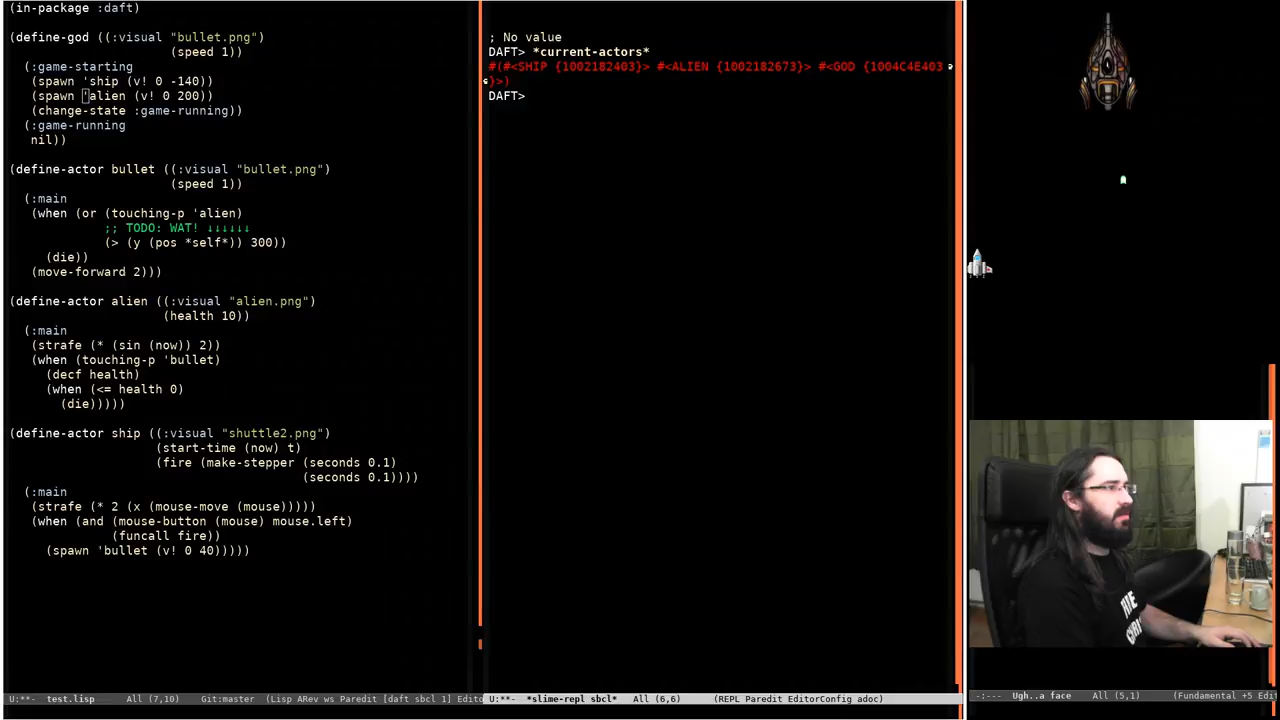 (in-package :daft)
(define-god ((:visual "bullet.png")
(speed 1))
(:game-starting
(spawn 'ship (v! 0 -140))
(spawn 'alien (v! 0 200))
(change-state :game-running))
(:game-running
nil))
(define-actor bullet ((:visual "bullet.png")
(speed 1))
(:main
(when (or (touching-p 'alien)
;; TODO: WAT! ↓↓↓↓↓↓
(> (y (pos *self*)) 300))
(die))
(move-forward 2)))
(define-actor alien ((:visual "alien.png")
(health 10))
(:main
(strafe (* (sin (now)) 2))
(when (touching-p 'bullet)
(decf health)
(when (<= health 0)
(die)))))
(define-actor ship ((:visual "shuttle2.png")
(start-time (now) t)
(fire (make-stepper (seconds 0.1)
(seconds 0.1))))
(:main
(strafe (* 2 (x (mouse-move (mouse)))))
(when (and (mouse-button (mouse) mouse.left)
(funcall fire))
(spawn 'bullet (v! 0 40)))))
U:**- test.lisp All (7,10) Git:master (Lisp ARev ws Paredit [daft sbcl 1] Edito
; No value
DAFT> *current-actors*
#(#<SHIP {1002182403}> #<ALIEN {1002182673}> #<GOD {1004C4E403
}>)
DAFT>
U:**- *slime-repl sbcl* All (6,6) (REPL Paredit EditorConfig adoc)
-:--- Ugh..a face All (5,1) (Fundamental +5 Edit